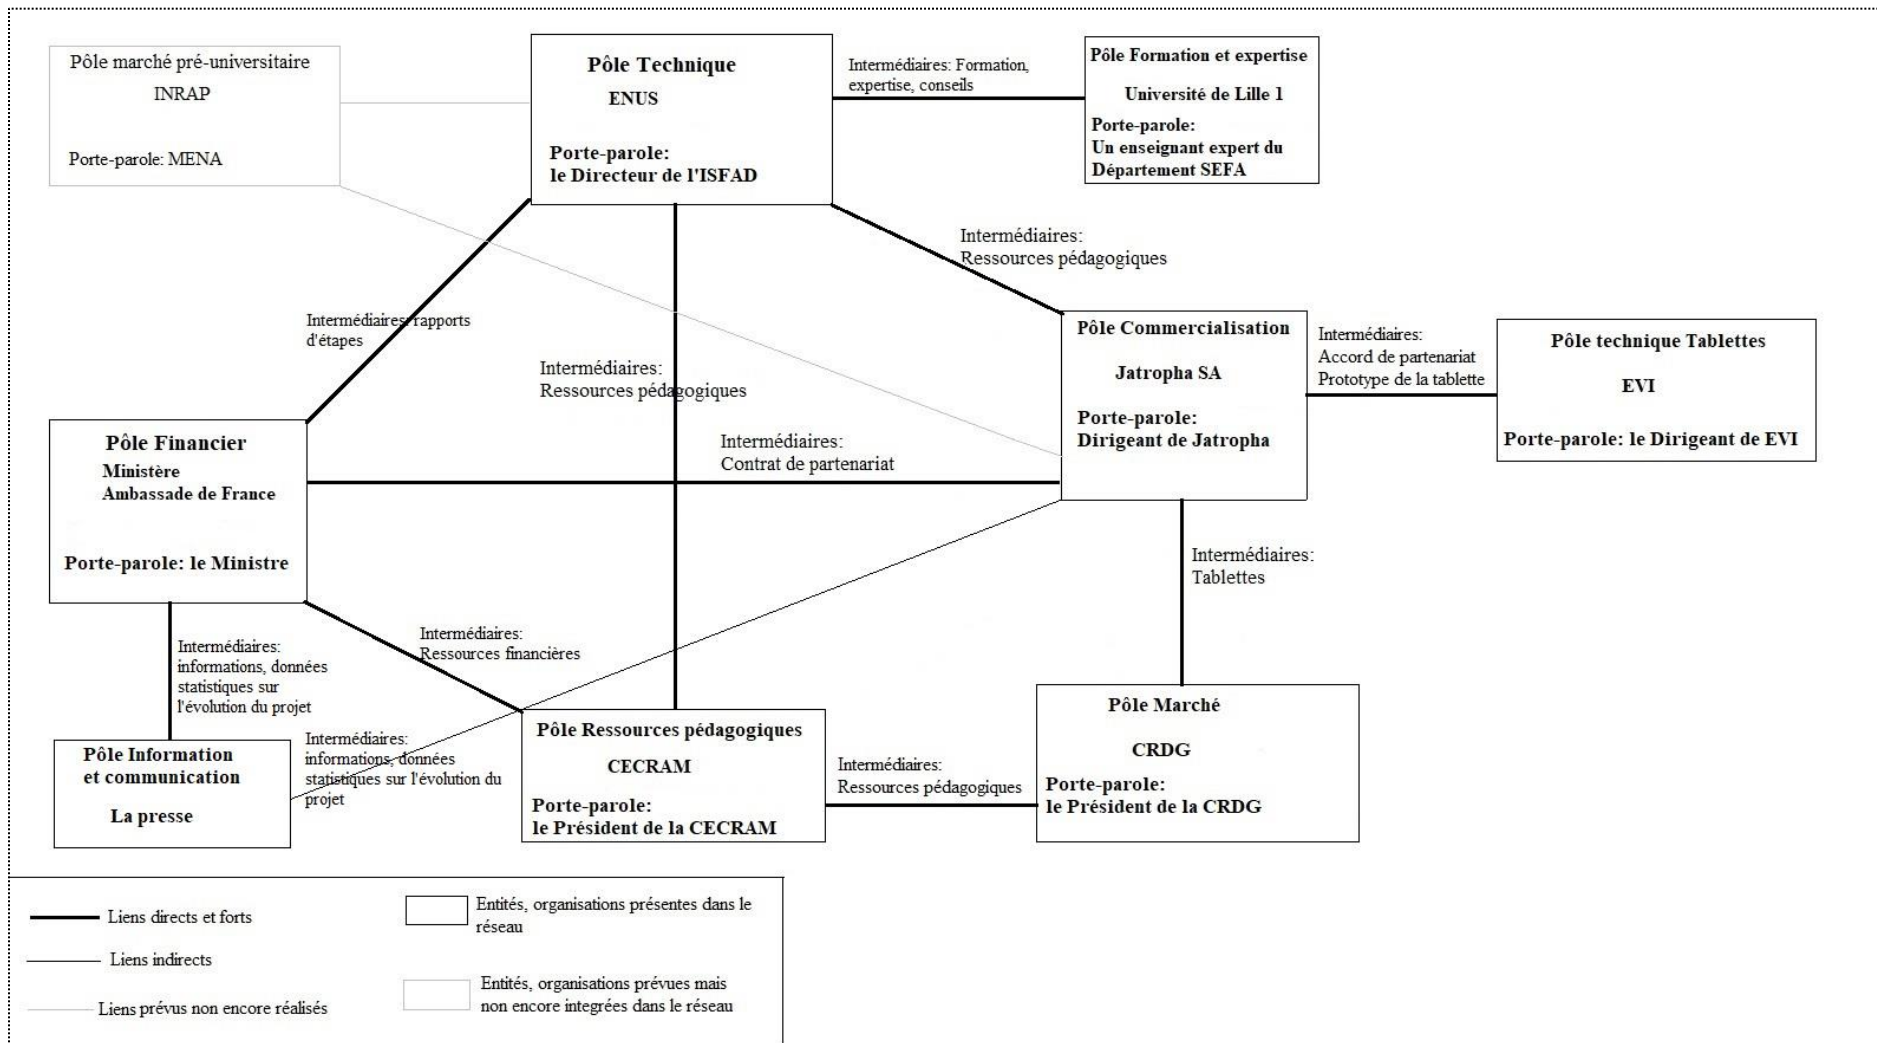 Pôle marché pré-universitaire
INRAP
Porte-parole: MENA
Pôle Technique
ENUS
Porte-parole:
le Directeur de l'ISFAD
Intermédiaires: Formation,
expertise, conseils
Pôle Formation et expertise
Université de Lille 1
Porte-parole:
Un enseignant expert du
Département SEFA
Intermédiaires:
Ressources pédagogiques
Intermédiaires: rapports
d'étapes
Intermédiaires:
Ressources pédagogiques
Pôle Commercialisation
Jatropha SA
Porte-parole:
Dirigeant de Jatropha
Intermédiaires:
Accord de partenariat
Prototype de la tablette
Pôle technique Tablettes
EVI
Porte-parole: le Dirigeant de EVI
Pôle Financier
Ministère
Ambassade de France
Porte-parole: le Ministre
Intermédiaires:
Contrat de partenariat
Intermédiaires:
Tablettes
Intermédiaires:
informations, données
statistiques sur
l'évolution du projet
Intermédiaires:
Ressources financières
Pôle Information
et communication
La presse
Intermédiaires:
informations, données
statistiques sur l'évolution du
projet
Pôle Ressources pédagogiques
CECRAM
Porte-parole:
le Président de la CECRAM
Intermédiaires:
Ressources pédagogiques
Pôle Marché
CRDG
Porte-parole:
le Président de la CRDG
Liens directs et forts
Liens indirects
Liens prévus non encore réalisés
Entités, organisations présentes dans le
réseau
Entités, organisations prévues mais
non encore integrées dans le réseau